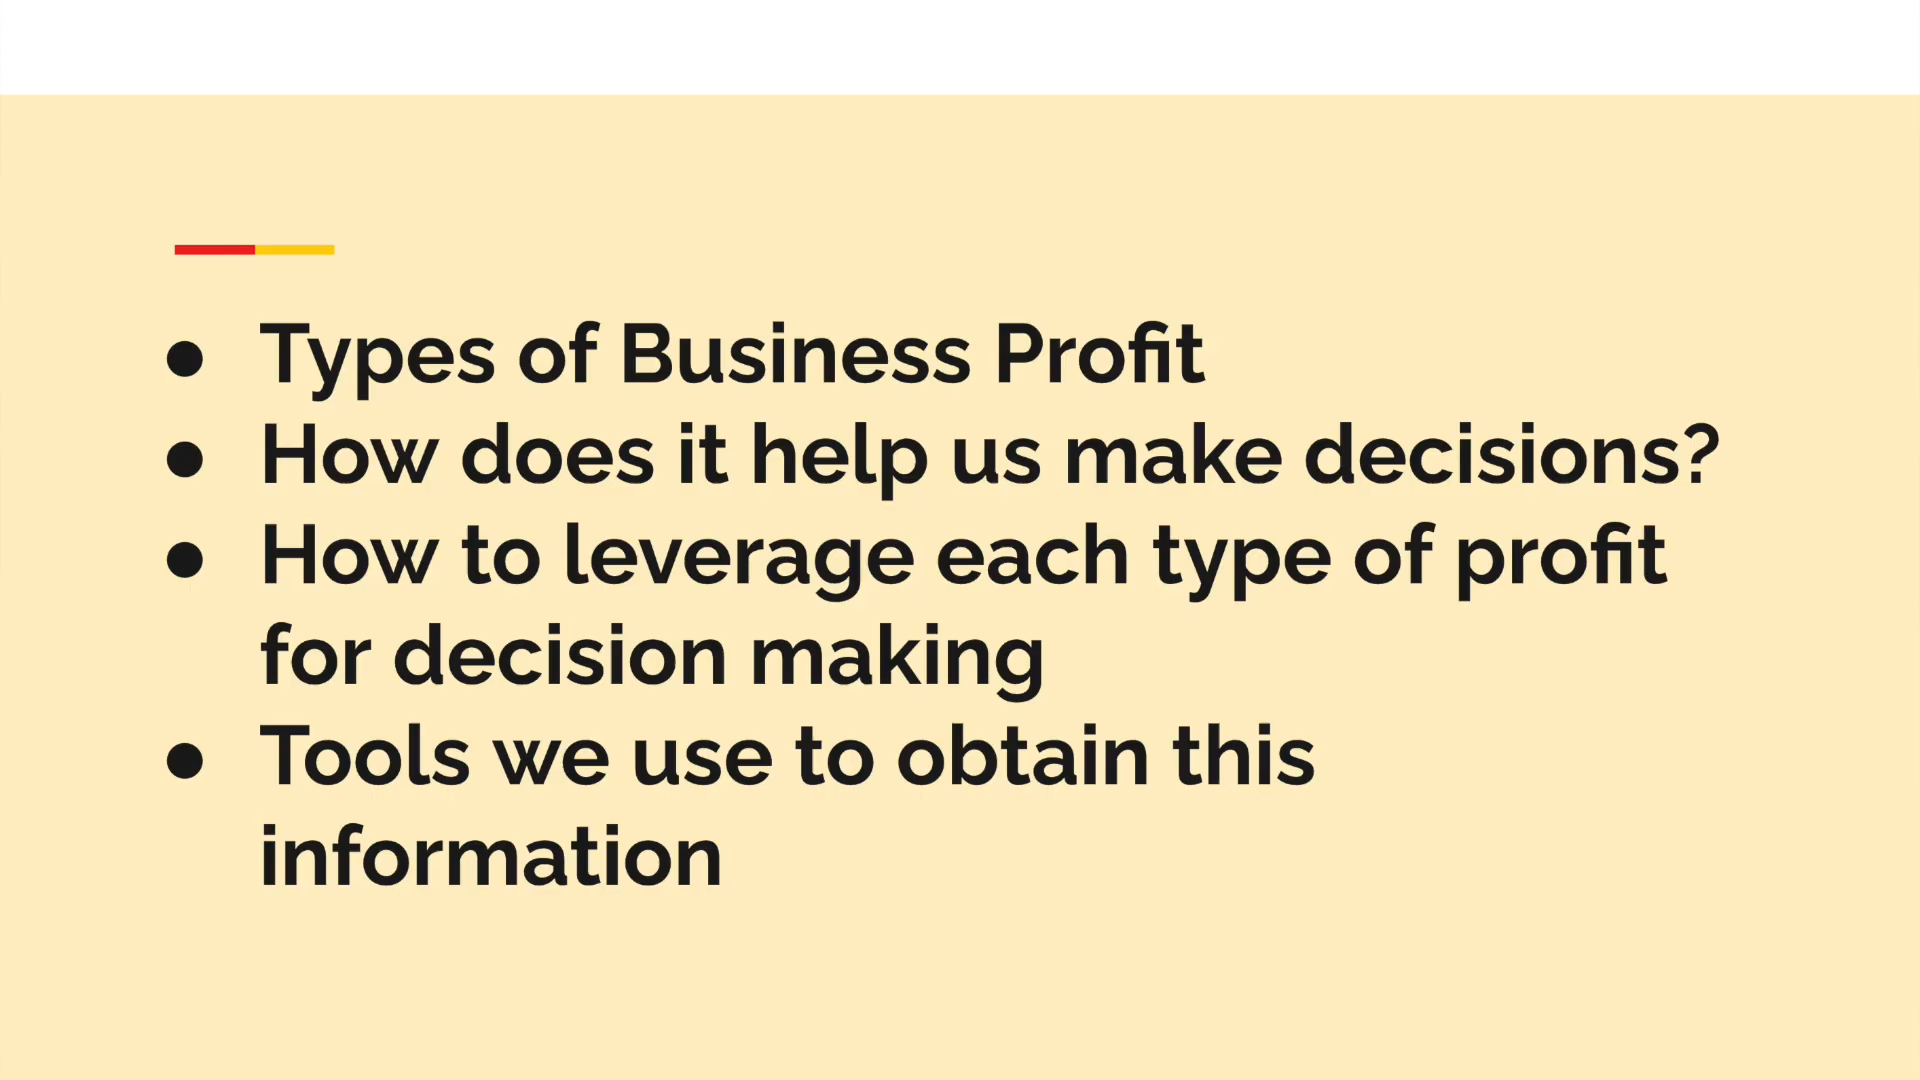 ● Types of Business Profit
● How does it help us make decisions?
● How to leverage each type of profit
for decision making
● Tools we use to obtain this
information